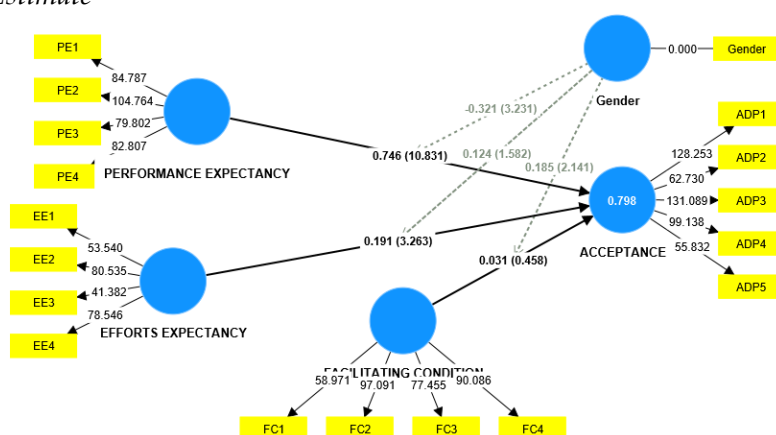 Estimate
PE1
PE2
PE3
PE4
84.787
104.764
79.802
82.807
PERFORMANCE EXPECTANCY
EE1
EE2
EE3
EE4
53.540
80.535
41.382
78.546
EFFORTS EXPECTANCY
FACILITATING CONDITION
58.971
97.091
77.455
90.086
FC1
FC2
FC3
FC4
0.746 (10.831)
0.191 (3.263)
0.031 (0.458)
-0.321 (3.231)
0.124 (1.582)
0.185 (2.141)
Gender
0.000
Gender
0.798
ACCEPTANCE
128.253
62.730
131.089
99.138
55.832
ADP1
ADP2
ADP3
ADP4
ADP5